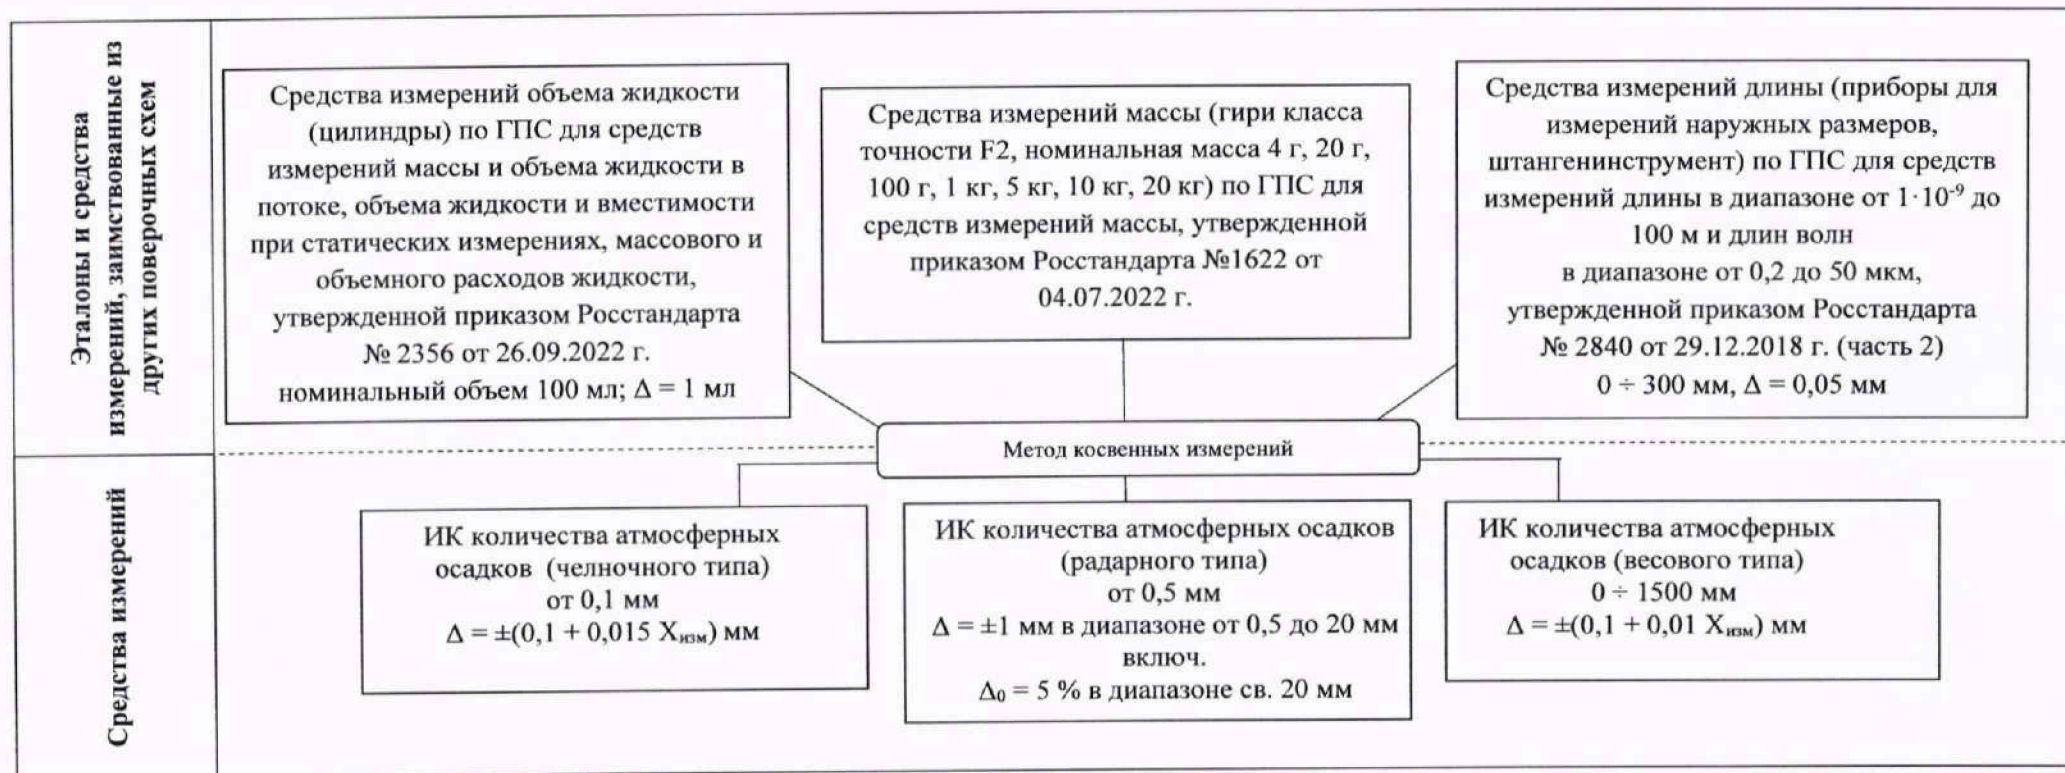 Эталоны и средства
измерений, заимствованные из
других поверочных схем
Средства измерений объема жидкости
(цилиндры) по ГПС для средств
измерений массы и объема жидкости в
потоке, объема жидкости и вместимости
при статических измерениях, массового и
объемного расходов жидкости,
утвержденной приказом Росстандарта
№ 2356 от 26.09.2022 г.
номинальный объем 100 мл; Δ = 1 мл
Средства измерений массы (гири класса
точности F2, номинальная масса 4 г, 20 г,
100 г, 1 кг, 5 кг, 10 кг, 20 кг) по ГПС для
средств измерений массы, утвержденной
приказом Росстандарта №1622 от
04.07.2022 г.
Средства измерений длины (приборы для
измерений наружных размеров,
штангенинструмент) по ГПС для средств
измерений длины в диапазоне от 1·10⁻⁹ до
100 м и длин волн
в диапазоне от 0,2 до 50 мкм,
утвержденной приказом Росстандарта
№ 2840 от 29.12.2018 г. (часть 2)
0 ÷ 300 мм, Δ = 0,05 мм
Метод косвенных измерений
Средства измерений
ИК количества атмосферных
осадков (челночного типа)
от 0,1 мм
Δ = ±(0,1 + 0,015 Xизм) мм
ИК количества атмосферных осадков
(радарного типа)
от 0,5 мм
Δ = ±1 мм в диапазоне от 0,5 до 20 мм
включ.
Δ₀ = 5 % в диапазоне св. 20 мм
ИК количества атмосферных
осадков (весового типа)
0 ÷ 1500 мм
Δ = ±(0,1 + 0,01 Xизм) мм